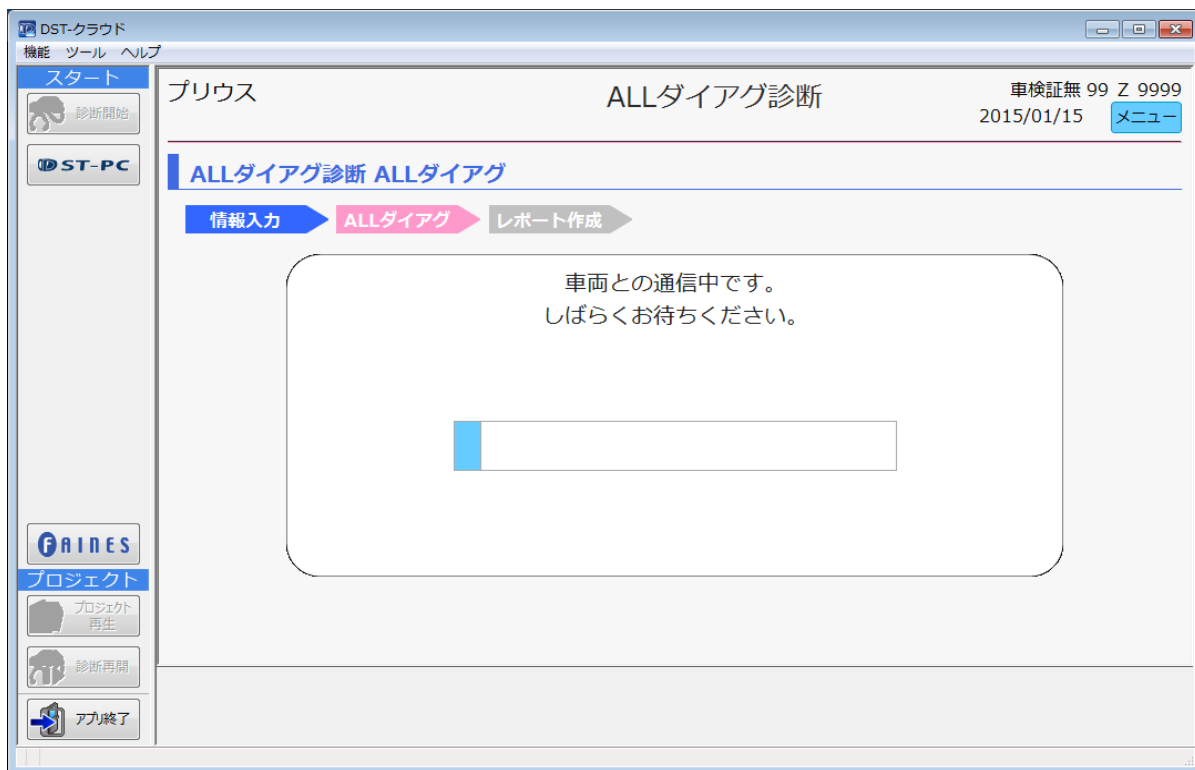 DST-クラウド
機能 ツール ヘルプ
スタート
診断開始
DST-PC
FAINES
プロジェクト
プロジェクト
再生
診断再開
アプリ終了
プリウス
ALLダイアグ診断
車検証無 99 Z 9999
2015/01/15
メニュー
ALLダイアグ診断 ALLダイアグ
情報入力
ALLダイアグ
レポート作成
車両との通信中です。
しばらくお待ちください。